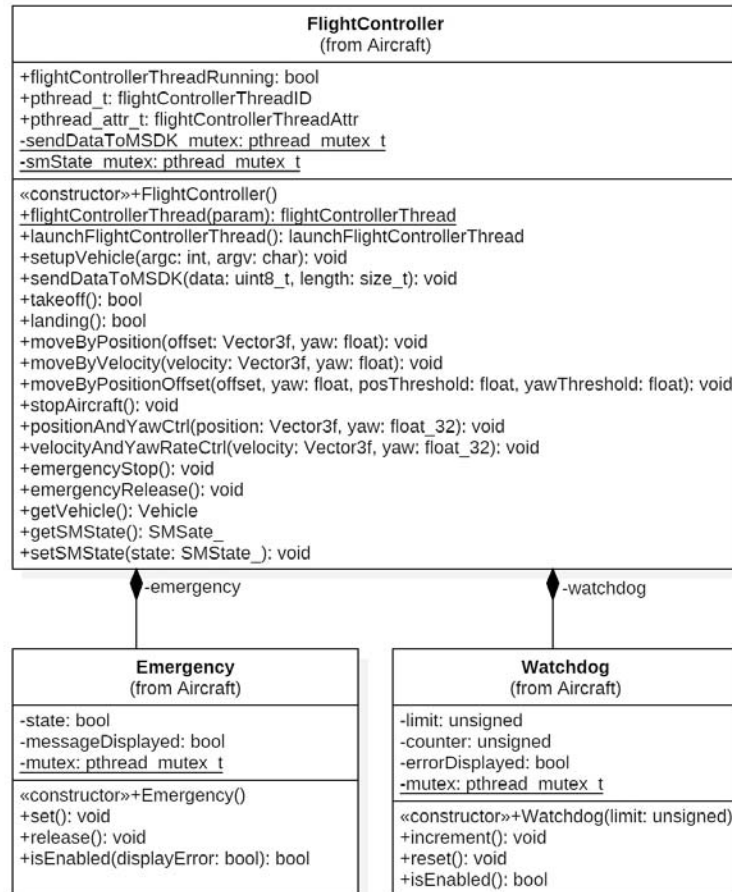 FlightController
(from Aircraft)
+flightControllerThreadRunning: bool
+pthread_t: flightControllerThreadID
+pthread_attr_t: flightControllerThreadAttr
-sendDataToMSDK_mutex: pthread_mutex_t
-smState_mutex: pthread_mutex_t
«constructor»+FlightController()
+flightControllerThread(param): flightControllerThread
+launchFlightControllerThread(): launchFlightControllerThread
+setupVehicle(argc: int, argv: char): void
+sendDataToMSDK(data: uint8_t, length: size_t): void
+takeoff(): bool
+landing(): bool
+moveByPosition(offset: Vector3f, yaw: float): void
+moveByVelocity(velocity: Vector3f, yaw: float): void
+moveByPositionOffset(offset, yaw: float, posThreshold: float, yawThreshold: float): void
+stopAircraft(): void
+positionAndYawCtrl(position: Vector3f, yaw: float_32): void
+velocityAndYawRateCtrl(velocity: Vector3f, yaw: float_32): void
+emergencyStop(): void
+emergencyRelease(): void
+getVehicle(): Vehicle
+getSMState(): SMSate_
+setSMState(state: SMState_): void
-emergency
-watchdog
Emergency
(from Aircraft)
-state: bool
-messageDisplayed: bool
-mutex: pthread_mutex_t
«constructor»+Emergency()
+set(): void
+release(): void
+isEnabled(displayError: bool): bool
Watchdog
(from Aircraft)
-limit: unsigned
-counter: unsigned
-errorDisplayed: bool
-mutex: pthread_mutex_t
«constructor»+Watchdog(limit: unsigned)
+increment(): void
+reset(): void
+isEnabled(): bool